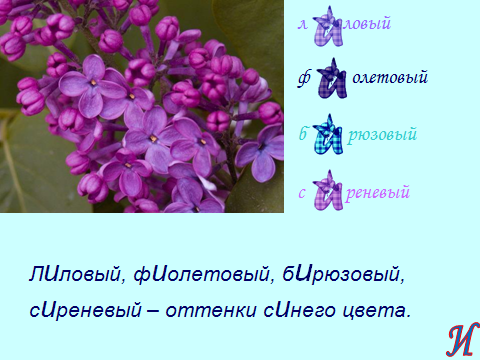 лиловый
фиолетовый
бирюзовый
сиреневый
Лиловый, фиолетовый, бирюзовый,
сиреневый – оттенки синего цвета.
И